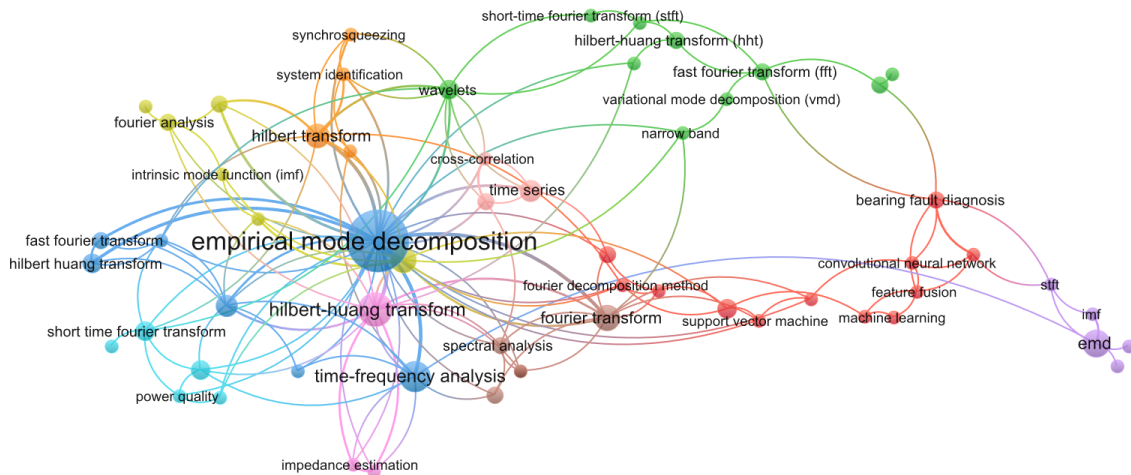 short-time fourier transform (stft)
synchrosqueezing
hilbert-huang transform (hht)
system identification
fast fourier transform (fft)
wavelets
variational mode decomposition (vmd)
fourier analysis
hilbert transform
narrow band
cross-correlation
intrinsic mode function (imf)
time series
bearing fault diagnosis
fast fourier transform
empirical mode decomposition
hilbert huang transform
convolutional neural network
fourier decomposition method
stft
feature fusion
hilbert-huang transform
fourier transform
support vector machine
machine learning
imf
short time fourier transform
spectral analysis
emd
time-frequency analysis
power quality
impedance estimation